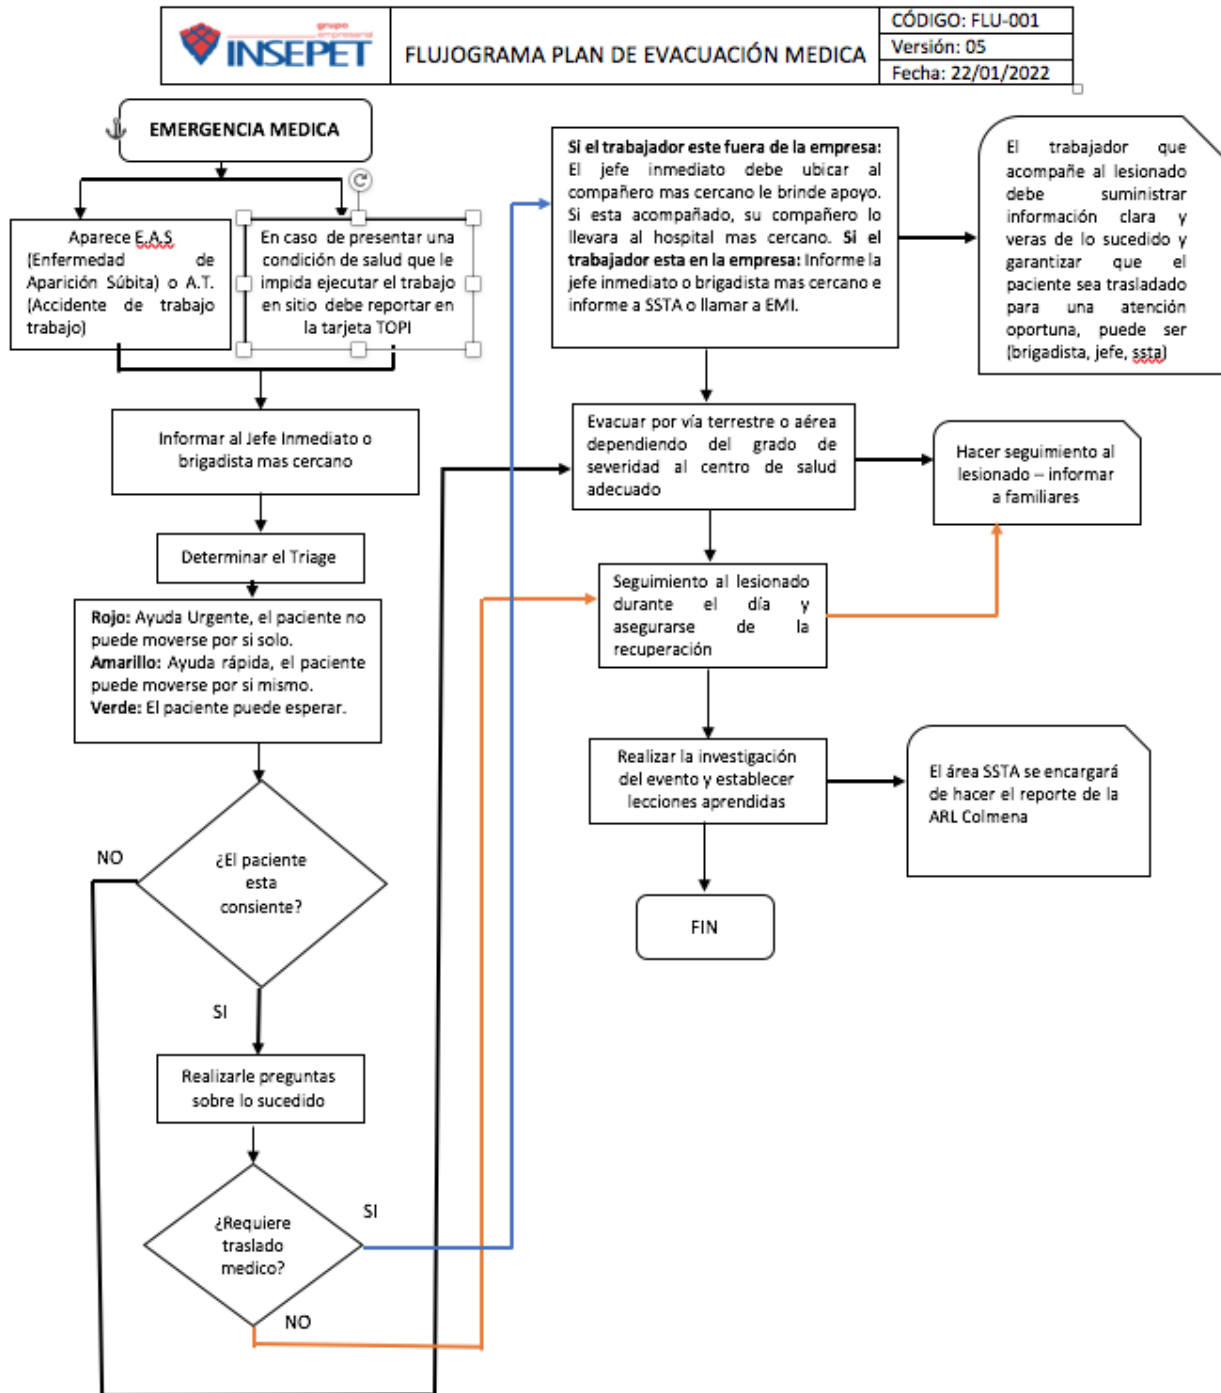 grupo
empresarial
INSEPET
FLUJOGRAMA PLAN DE EVACUACIÓN MEDICA
CÓDIGO: FLU-001
Versión: 05
Fecha: 22/01/2022
EMERGENCIA MEDICA
Aparece E.A.S
(Enfermedad de
Aparición Súbita) o A.T.
(Accidente de trabajo
trabajo)
En caso de presentar una
condición de salud que le
impida ejecutar el trabajo
en sitio debe reportar en
la tarjeta TOPI
Informar al Jefe Inmediato o
brigadista mas cercano
Determinar el Triage
Rojo: Ayuda Urgente, el paciente no
puede moverse por si solo.
Amarillo: Ayuda rápida, el paciente
puede moverse por si mismo.
Verde: El paciente puede esperar.
¿El paciente
esta
consiente?
NO
SI
Realizarle preguntas
sobre lo sucedido
¿Requiere
traslado
medico?
SI
NO
Si el trabajador este fuera de la empresa:
El jefe inmediato debe ubicar al
compañero mas cercano le brinde apoyo.
Si esta acompañado, su compañero lo
llevara al hospital mas cercano. Si el
trabajador esta en la empresa: Informe la
jefe inmediato o brigadista mas cercano e
informe a SSTA o llamar a EMI.
El trabajador que
acompañe al lesionado
debe suministrar
información clara y
veras de lo sucedido y
garantizar que el
paciente sea trasladado
para una atención
oportuna, puede ser
(brigadista, jefe, ssta)
Evacuar por vía terrestre o aérea
dependiendo del grado de
severidad al centro de salud
adecuado
Hacer seguimiento al
lesionado – informar
a familiares
Seguimiento al lesionado
durante el día y
asegurarse de la
recuperación
Realizar la investigación
del evento y establecer
lecciones aprendidas
El área SSTA se encargará
de hacer el reporte de la
ARL Colmena
FIN